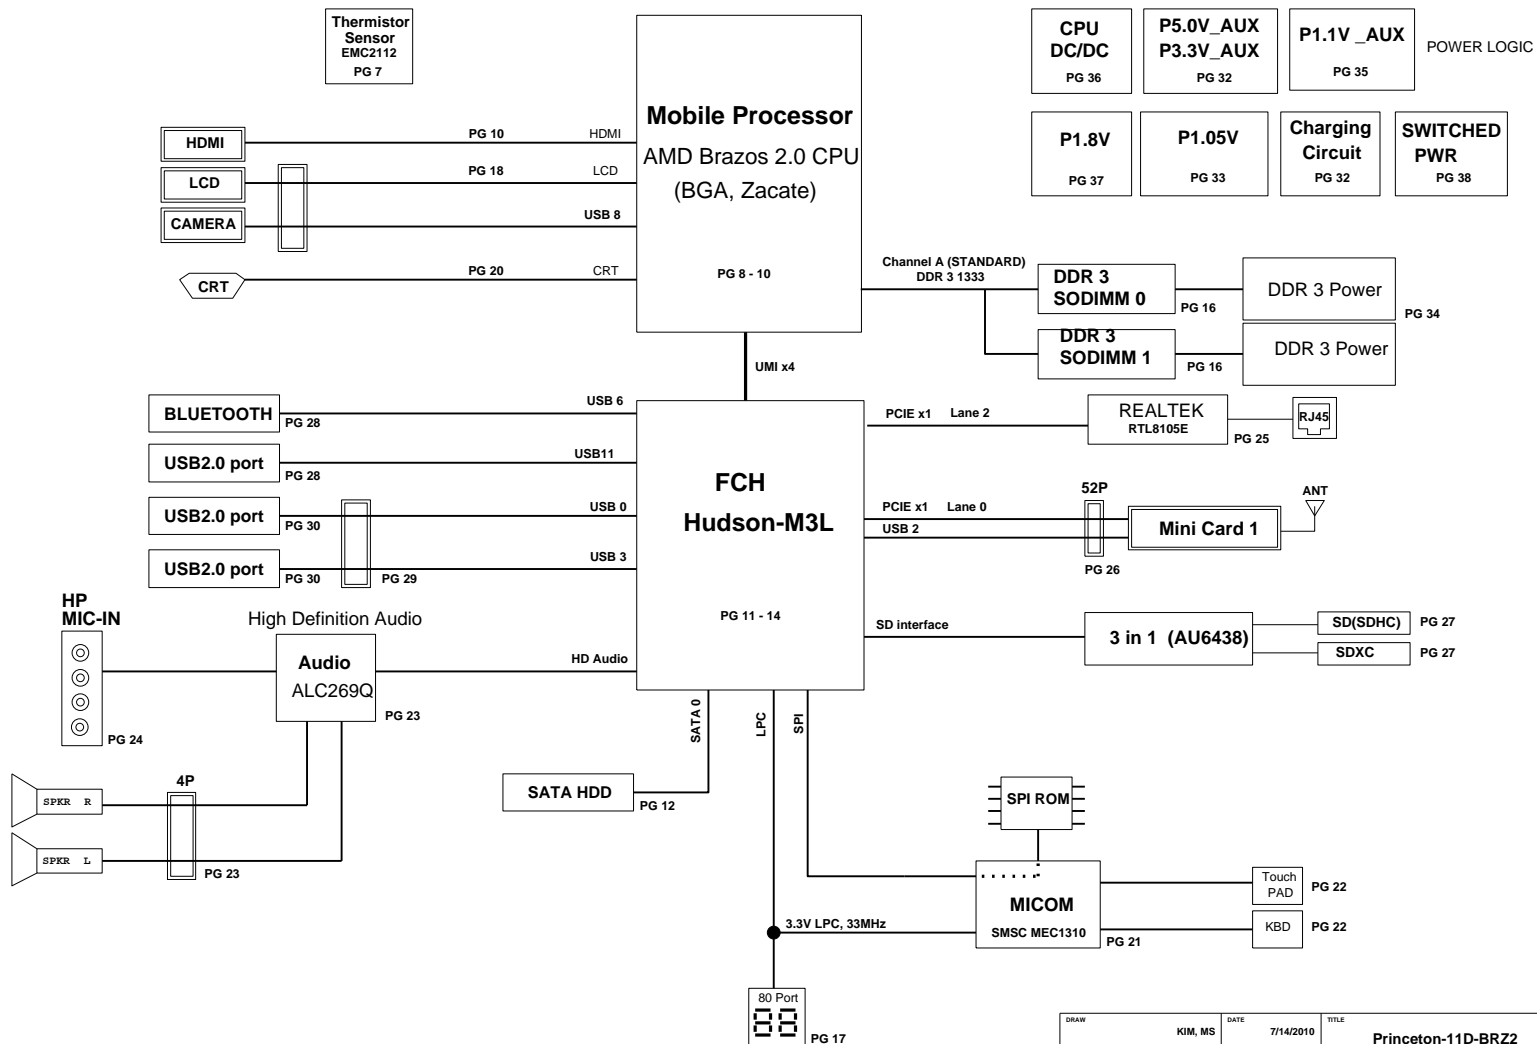 Thermistor
Sensor
EMC2112
PG 7
CPU
DC/DC
PG 36
P5.0V_AUX
P3.3V_AUX
PG 32
P1.1V _AUX
PG 35
POWER LOGIC
P1.8V
PG 37
P1.05V
PG 33
Charging
Circuit
PG 32
SWITCHED
PWR
PG 38
Mobile Processor
AMD Brazos 2.0 CPU
(BGA, Zacate)
PG 8 - 10
HDMI
PG 10
HDMI
LCD
PG 18
LCD
CAMERA
USB 8
CRT
PG 20
CRT
Channel A (STANDARD)
DDR 3 1333
DDR 3
SODIMM 0
PG 16
DDR 3 Power
PG 34
DDR 3
SODIMM 1
PG 16
DDR 3 Power
UMI x4
BLUETOOTH
PG 28
USB 6
USB2.0 port
PG 28
USB11
USB2.0 port
PG 30
USB 0
USB2.0 port
PG 30
PG 29
USB 3
FCH
Hudson-M3L
PG 11 - 14
PCIE x1 Lane 2
REALTEK
RTL8105E
PG 25
RJ45
PCIE x1 Lane 0
USB 2
52P
PG 26
Mini Card 1
ANT
SD interface
3 in 1 (AU6438)
SD(SDHC)
PG 27
SDXC
PG 27
HP
MIC-IN
PG 24
High Definition Audio
Audio
ALC269Q
PG 23
HD Audio
4P
SPKR R
SPKR L
PG 23
SATA 0
LPC
SPI
SATA HDD
PG 12
SPI ROM
MICOM
SMSC MEC1310
PG 21
Touch
PAD
PG 22
KBD
PG 22
3.3V LPC, 33MHz
80 Port
88
PG 17
DRAW
KIM, MS
DATE
7/14/2010
TITLE
Princeton-11D-BRZ2